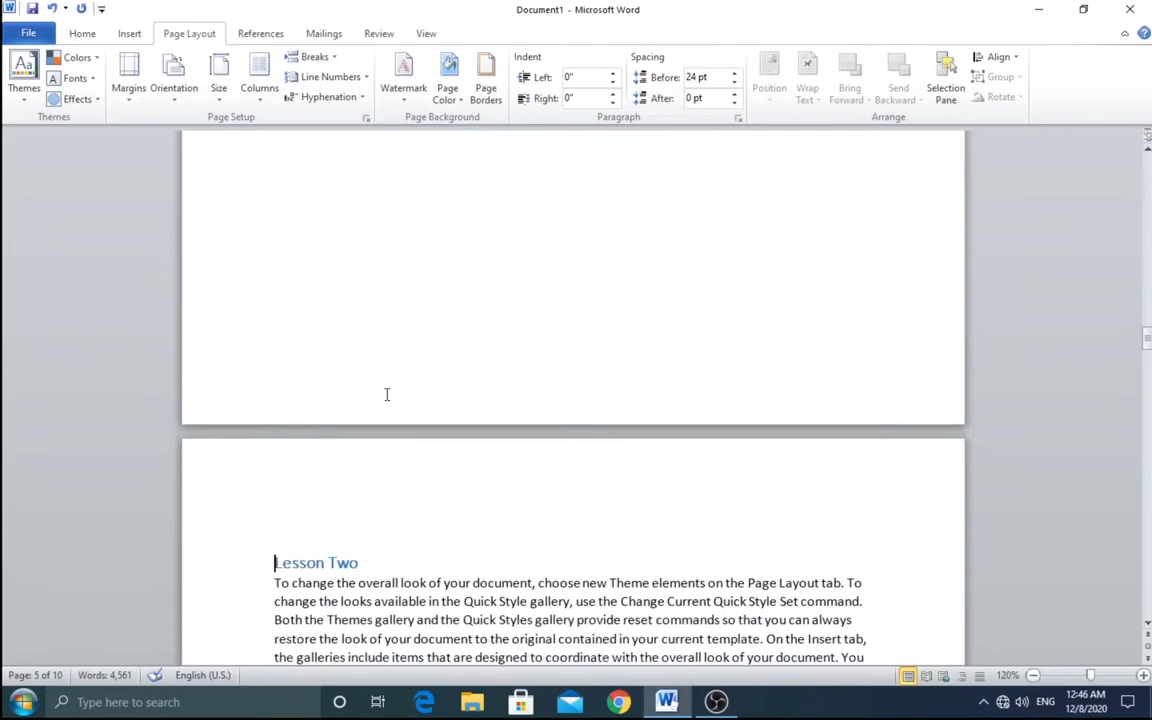 Document1 - Microsoft Word
File Home Insert Page Layout References Mailings Review View
Aa Themes Colors Fonts Effects
Themes
Margins Orientation Size Columns Breaks Line Numbers Hyphenation
Page Setup
Watermark Page Color Page Borders
Page Background
Indent Spacing
Left: 0" Before: 24 pt
Right: 0" After: 0 pt
Paragraph
Position Wrap Text Bring Forward Send Backward Selection Pane Align Group Rotate
Arrange
Lesson Two
To change the overall look of your document, choose new Theme elements on the Page Layout tab. To
change the looks available in the Quick Style gallery, use the Change Current Quick Style Set command.
Both the Themes gallery and the Quick Styles gallery provide reset commands so that you can always
restore the look of your document to the original contained in your current template. On the Insert tab,
the galleries include items that are designed to coordinate with the overall look of your document. You
Page: 5 of 10 Words: 4,561 English (U.S.) 120%
Type here to search
ENG
12:46 AM
12/8/2020